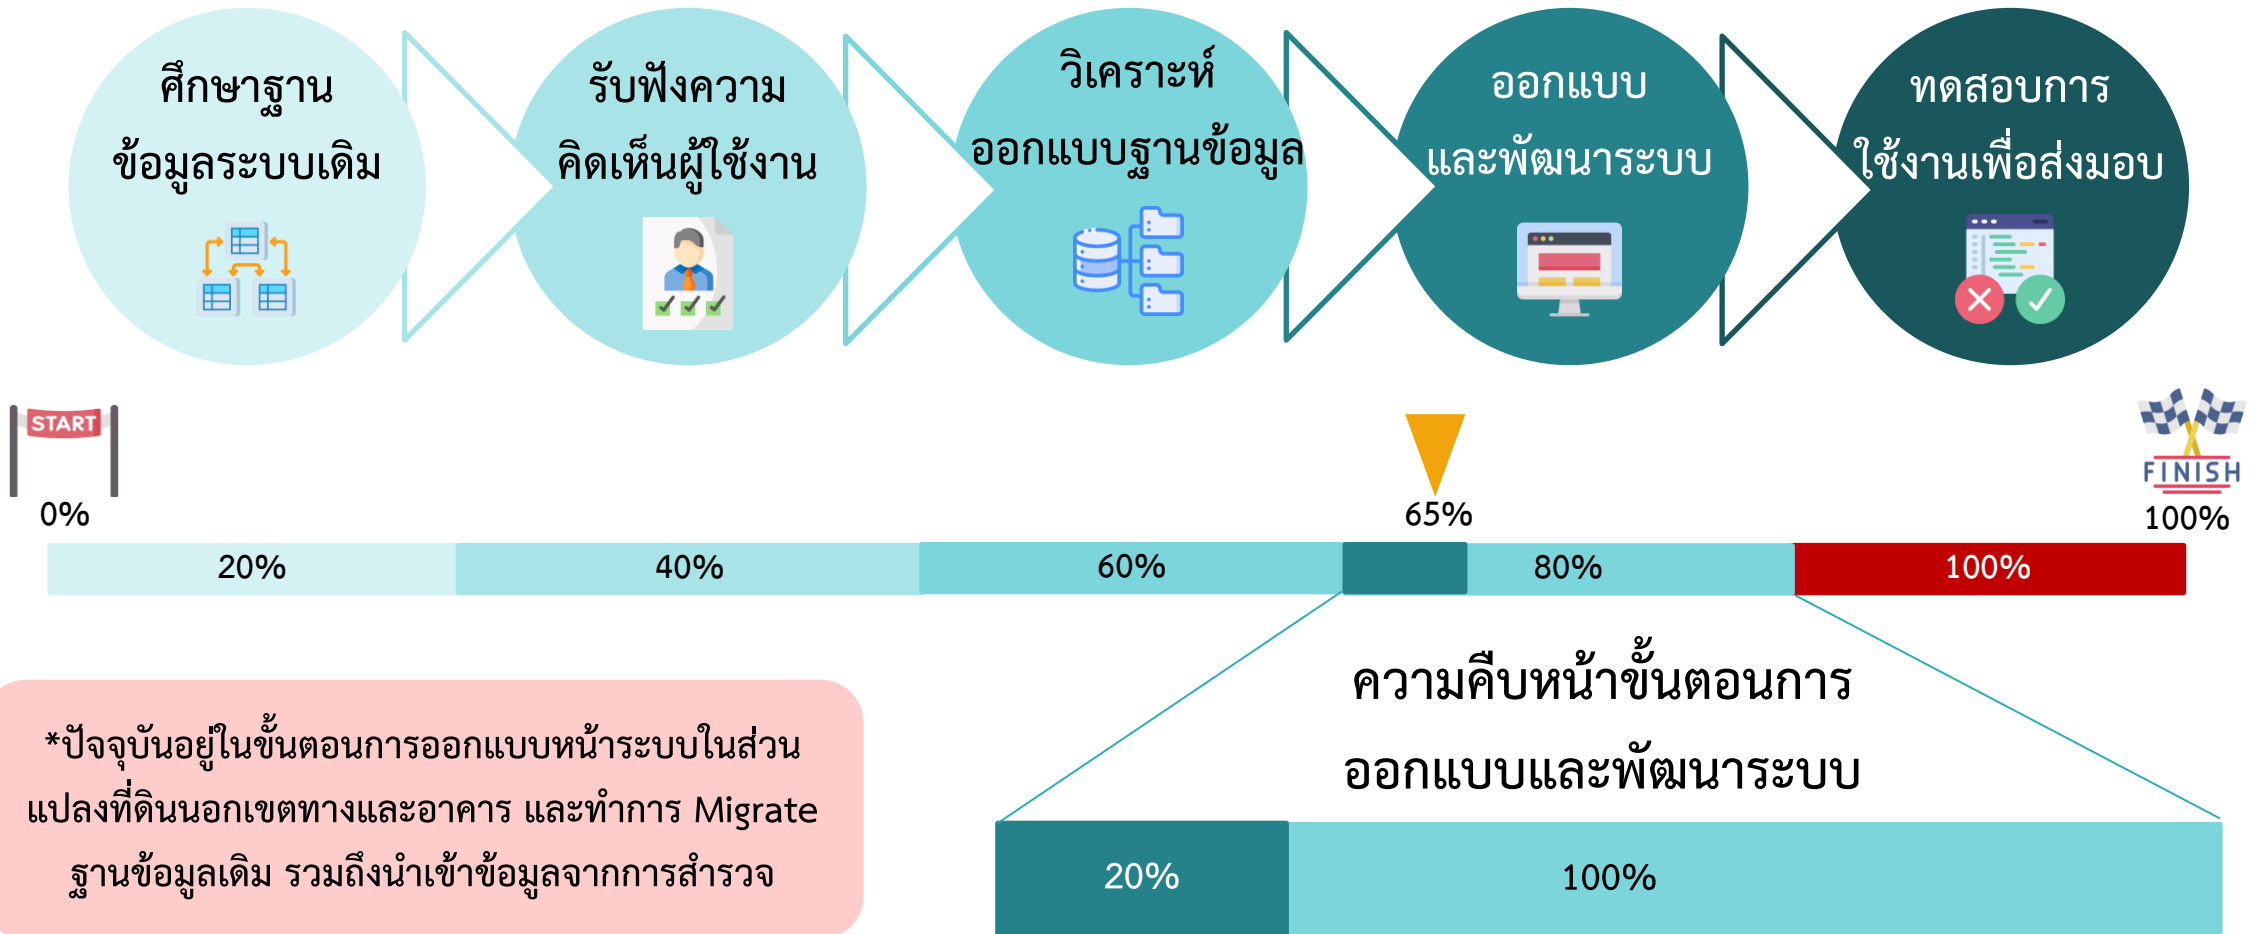 ศึกษาฐาน
ข้อมูลระบบเดิม
รับฟังความ
คิดเห็นผู้ใช้งาน
วิเคราะห์
ออกแบบฐานข้อมูล
ออกแบบ
และพัฒนาระบบ
ทดสอบการ
ใช้งานเพื่อส่งมอบ
START
FINISH
0%
65%
100%
20%
40%
60%
80%
100%
ความคืบหน้าขั้นตอนการ
ออกแบบและพัฒนาระบบ
*ปัจจุบันอยู่ในขั้นตอนการออกแบบหน้าระบบในส่วน
แปลงที่ดินนอกเขตทางและอาคาร และทำการ Migrate
ฐานข้อมูลเดิม รวมถึงนำเข้าข้อมูลจากการสำรวจ
20%
100%